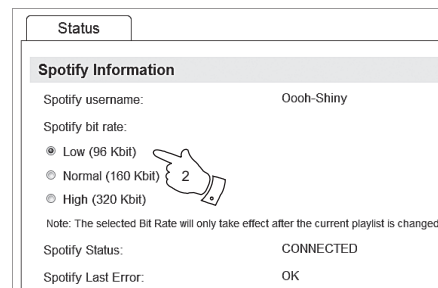 Status
Spotify Information
Spotify username: Oooh-Shiny
Spotify bit rate:
Low (96 Kbit)
Normal (160 Kbit)
2
High (320 Kbit)
Note: The selected Bit Rate will only take effect after the current playlist is changed
Spotify Status: CONNECTED
Spotify Last Error: OK